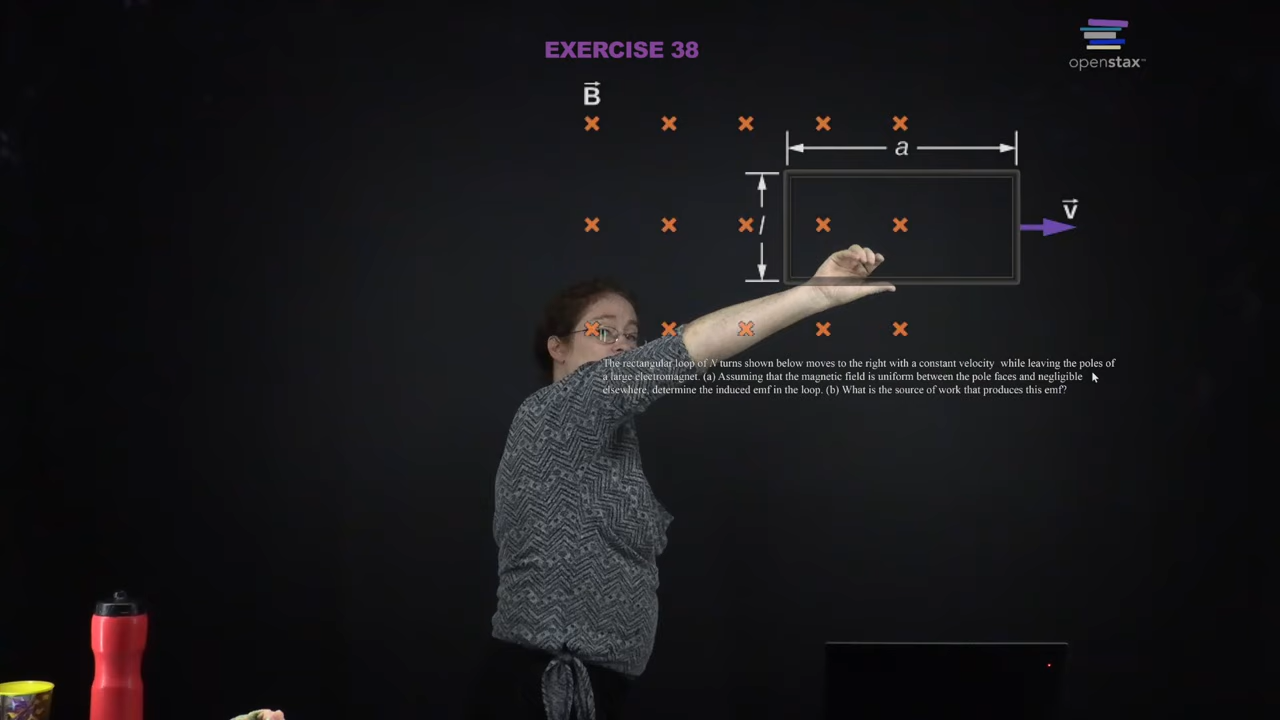 EXERCISE 38
openstax™
B
a
l
v
The rectangular loop of N turns shown below moves to the right with a constant velocity while leaving the poles of
a large electromagnet. (a) Assuming that the magnetic field is uniform between the pole faces and negligible
elsewhere, determine the induced emf in the loop. (b) What is the source of work that produces this emf?